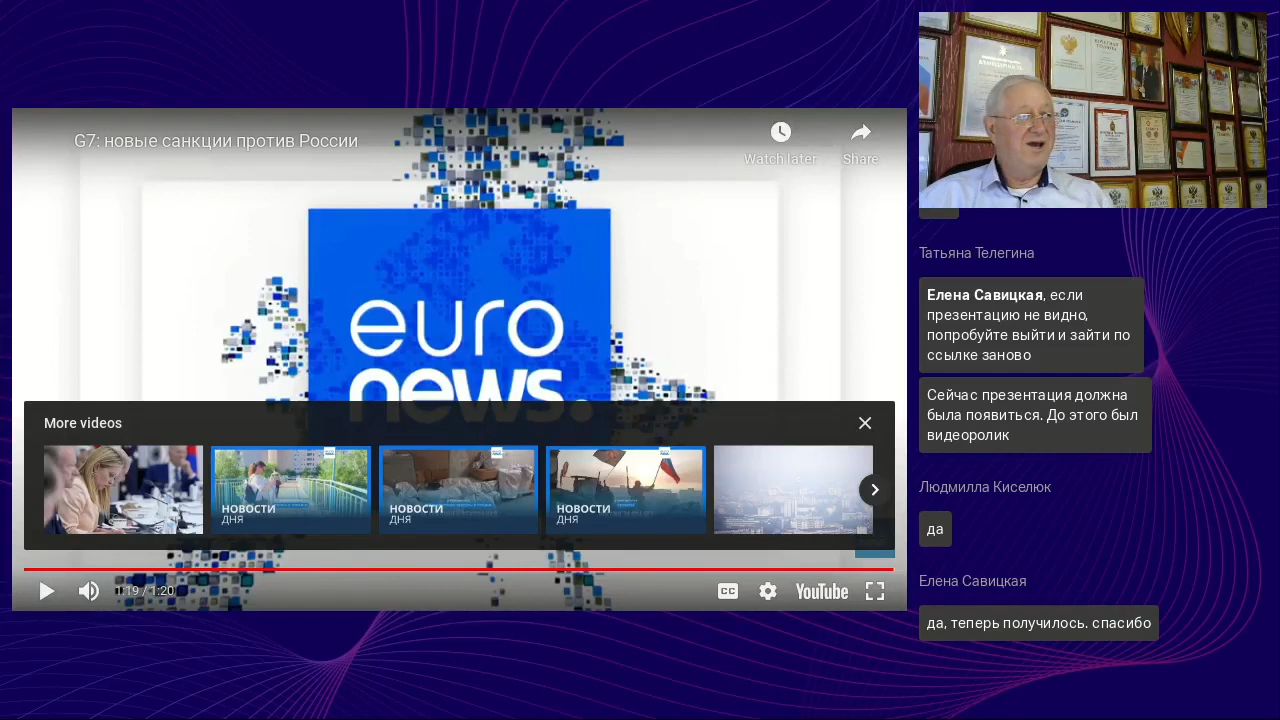 G7: новые санкции против России
Watch later
Share
euro
news.
More videos
НОВОСТИ
ДНЯ
НОВОСТИ
ДНЯ
НОВОСТИ
ДНЯ
1:19 / 1:20
CC
YouTube
Татьяна Телегина
Елена Савицкая, если
презентацию не видно,
попробуйте выйти и зайти по
ссылке заново
Сейчас презентация должна
была появиться. До этого был
видеоролик
Людмилла Киселюк
да
Елена Савицкая
да, теперь получилось. спасибо